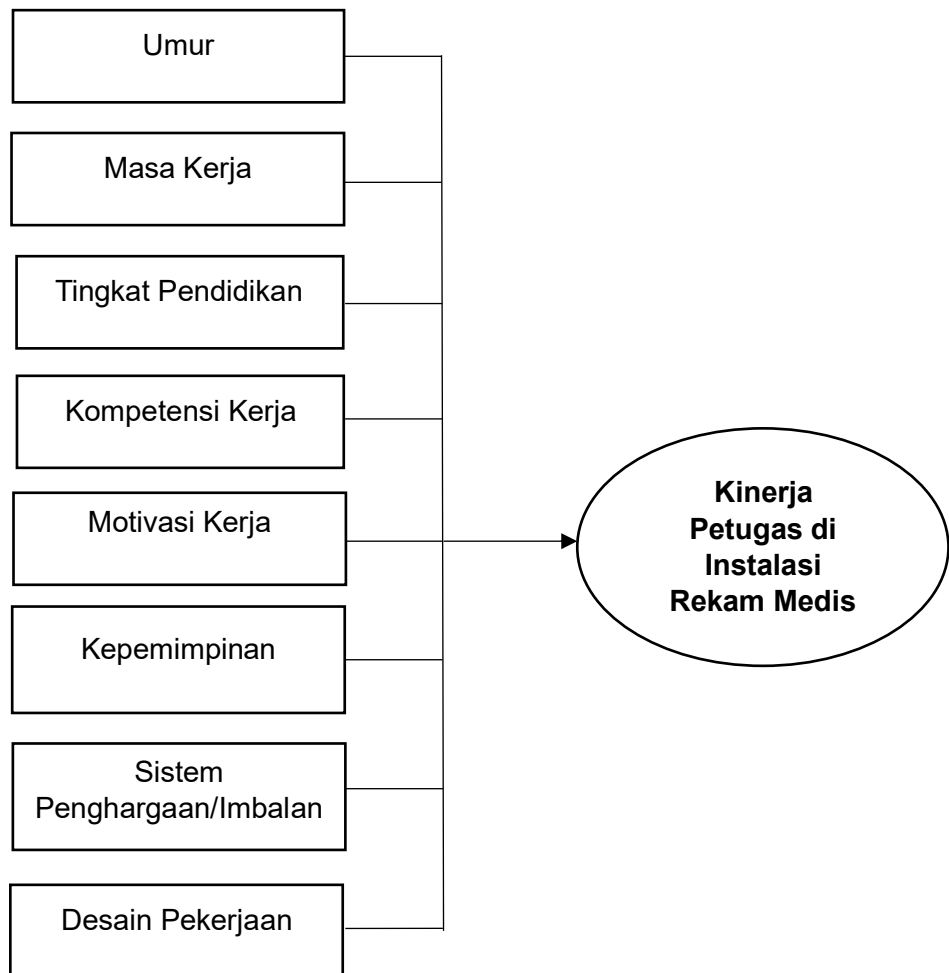 Umur
Masa Kerja
Tingkat Pendidikan
Kompetensi Kerja
Motivasi Kerja
Kepemimpinan
Sistem
Penghargaan/Imbalan
Desain Pekerjaan
Kinerja
Petugas di
Instalasi
Rekam Medis